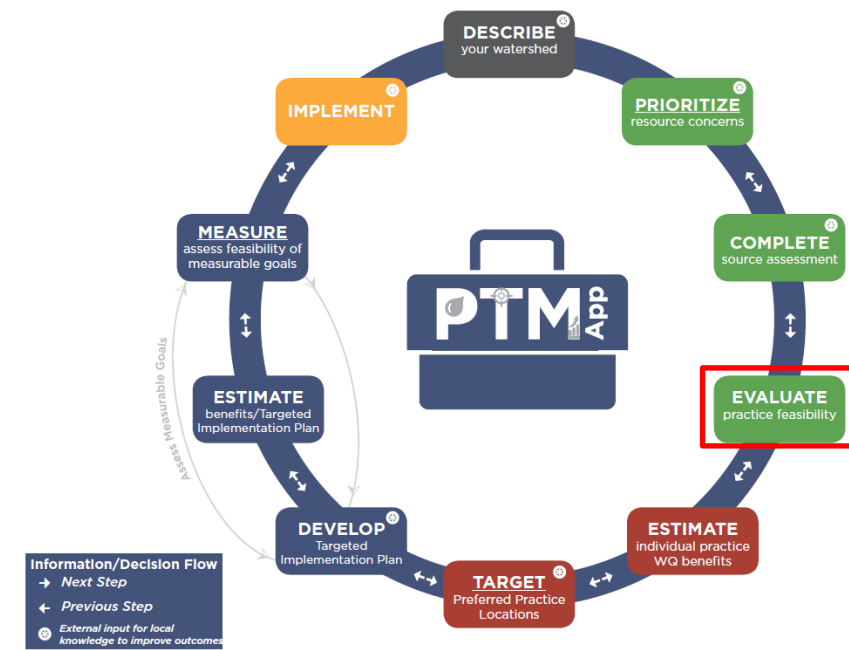 DESCRIBE
your watershed
PRIORITIZE
resource concerns
COMPLETE
source assessment
EVALUATE
practice feasibility
ESTIMATE
individual practice
WQ benefits
TARGET
Preferred Practice
Locations
DEVELOP
Targeted
Implementation Plan
ESTIMATE
benefits/Targeted
Implementation Plan
MEASURE
assess feasibility of
measurable goals
IMPLEMENT
Assess Measurable Goals
PTM
App
Information/Decision Flow
Next Step
Previous Step
External input for local
knowledge to improve outcomes